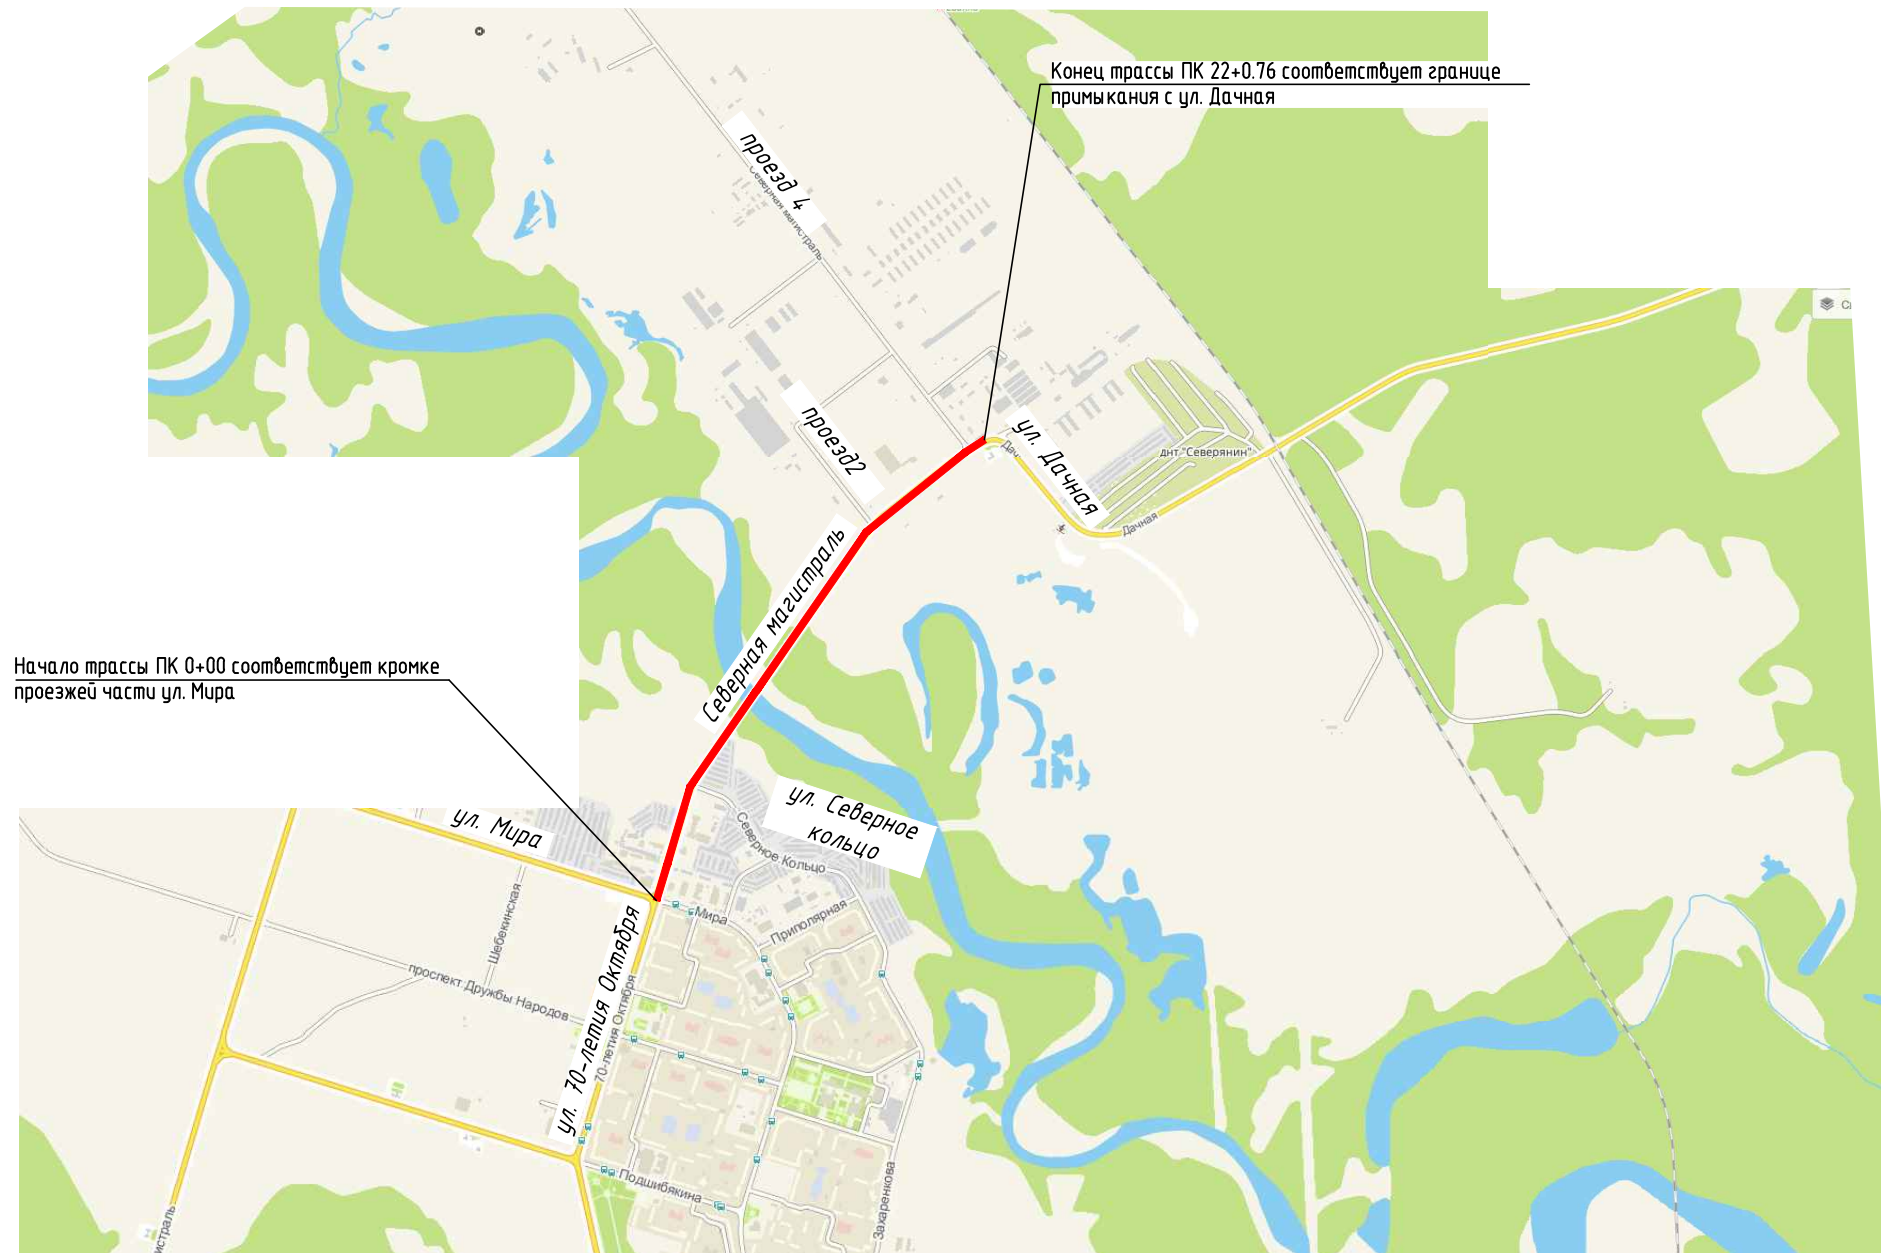 Конец трассы ПК 22+0.76 соответствует границе
примыкания с ул. Дачная
проезд 4
Северная магистраль
проезд2
ул. Дачная
Дач
днт "Северянин"
Дачная
Северная магистраль
Начало трассы ПК 0+00 соответствует кромке
проезжей части ул. Мира
ул. Мира
ул. Северное
кольцо
Северное Кольцо
Мира
Приполярная
Шебекинская
проспект Дружбы Народов
ул. 70-летия Октября
70-летия Октября
Подшибякина
Захаренкова
истраль